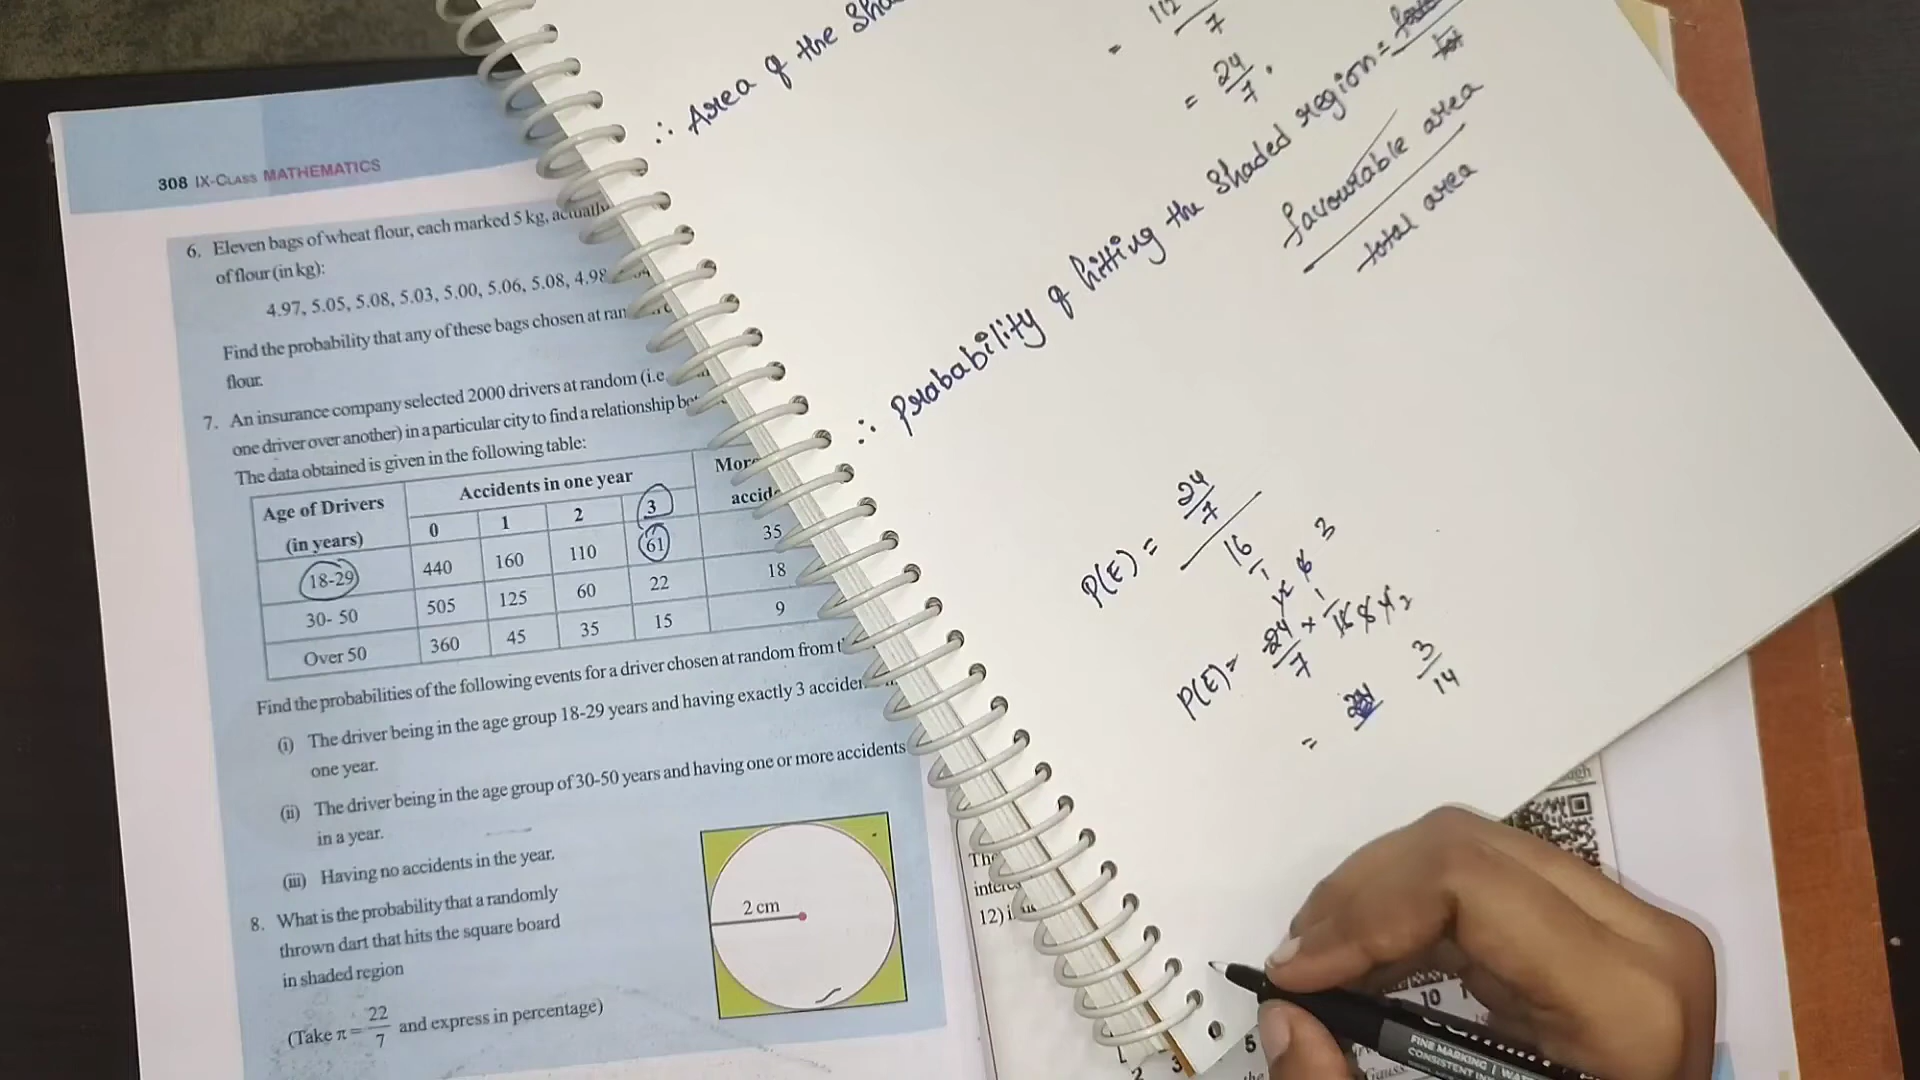 308 IX-CLASS MATHEMATICS
6. Eleven bags of wheat flour, each marked 5 kg, actually
of flour (in kg):
4.97, 5.05, 5.08, 5.03, 5.00, 5.06, 5.08, 4.98
Find the probability that any of these bags chosen at
flour.
7. An insurance company selected 2000 drivers at random (i.e
one driver over another) in a particular city to find a relationship
The data obtained is given in the following table:
Age of Drivers
(in years)
Accidents in one year
0 1 2 3
18-29 440 160 110 61 35
30- 50 505 125 60 22 18
Over 50 360 45 35 15 9
Find the probabilities of the following events for a driver chosen at random from
(i) The driver being in the age group 18-29 years and having exactly 3
one year.
(ii) The driver being in the age group of 30-50 years and having one or more accidents
in a year.
(iii) Having no accidents in the year.
8. What is the probability that a randomly
thrown dart that hits the square board
in shaded region
(Take π = 22/7 and express in percentage)
2 cm
∴ Area of the
= 24/7.
∴ Prabability of hitting the shaded region =
favourable area
total area
P(E) = 24/7 / 16/1
P(E) = 24/7 × 1/16
=
3/14
12)
5
10
FINE MARKING